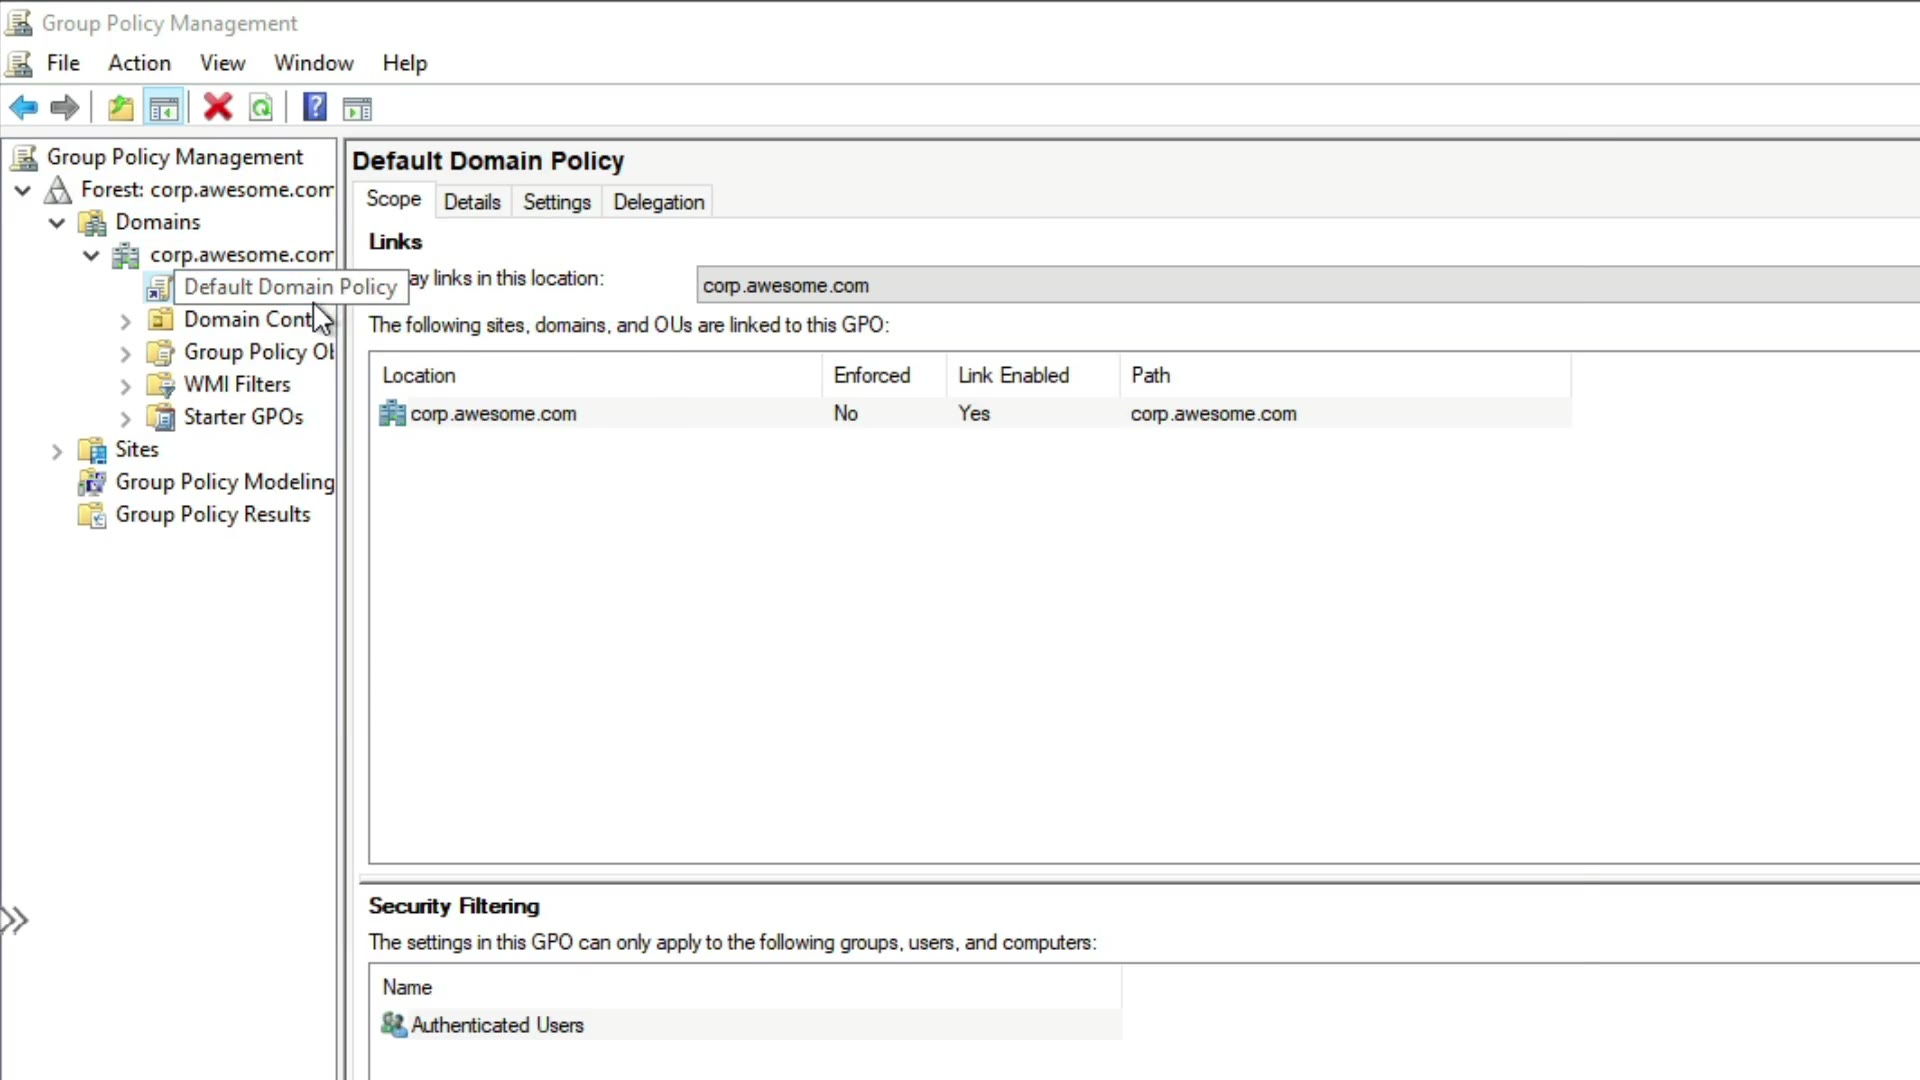 Group Policy Management
File Action View Window Help
Group Policy Management
Forest: corp.awesome.com
Domains
corp.awesome.com
Default Domain Policy
Domain Cont
Group Policy Ob
WMI Filters
Starter GPOs
Sites
Group Policy Modeling
Group Policy Results
Default Domain Policy
Scope Details Settings Delegation
Links
ay links in this location: corp.awesome.com
The following sites, domains, and OUs are linked to this GPO:
Location Enforced Link Enabled Path
corp.awesome.com No Yes corp.awesome.com
Security Filtering
The settings in this GPO can only apply to the following groups, users, and computers:
Name
Authenticated Users